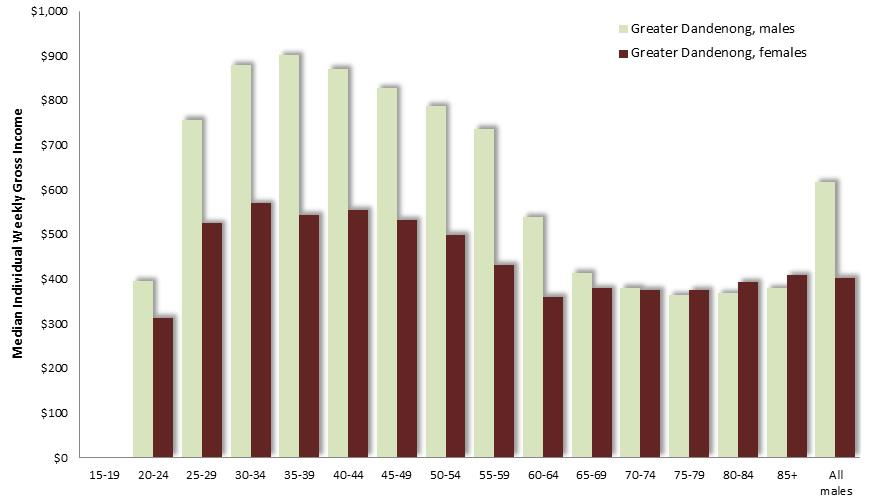 $1,000
$900
$800
$700
$600
$500
$400
$300
$200
$100
$0
Median Individual Weekly Gross Income
Greater Dandenong, males
Greater Dandenong, females
15-19 20-24 25-29 30-34 35-39 40-44 45-49 50-54 55-59 60-64 65-69 70-74 75-79 80-84 85+ All
males